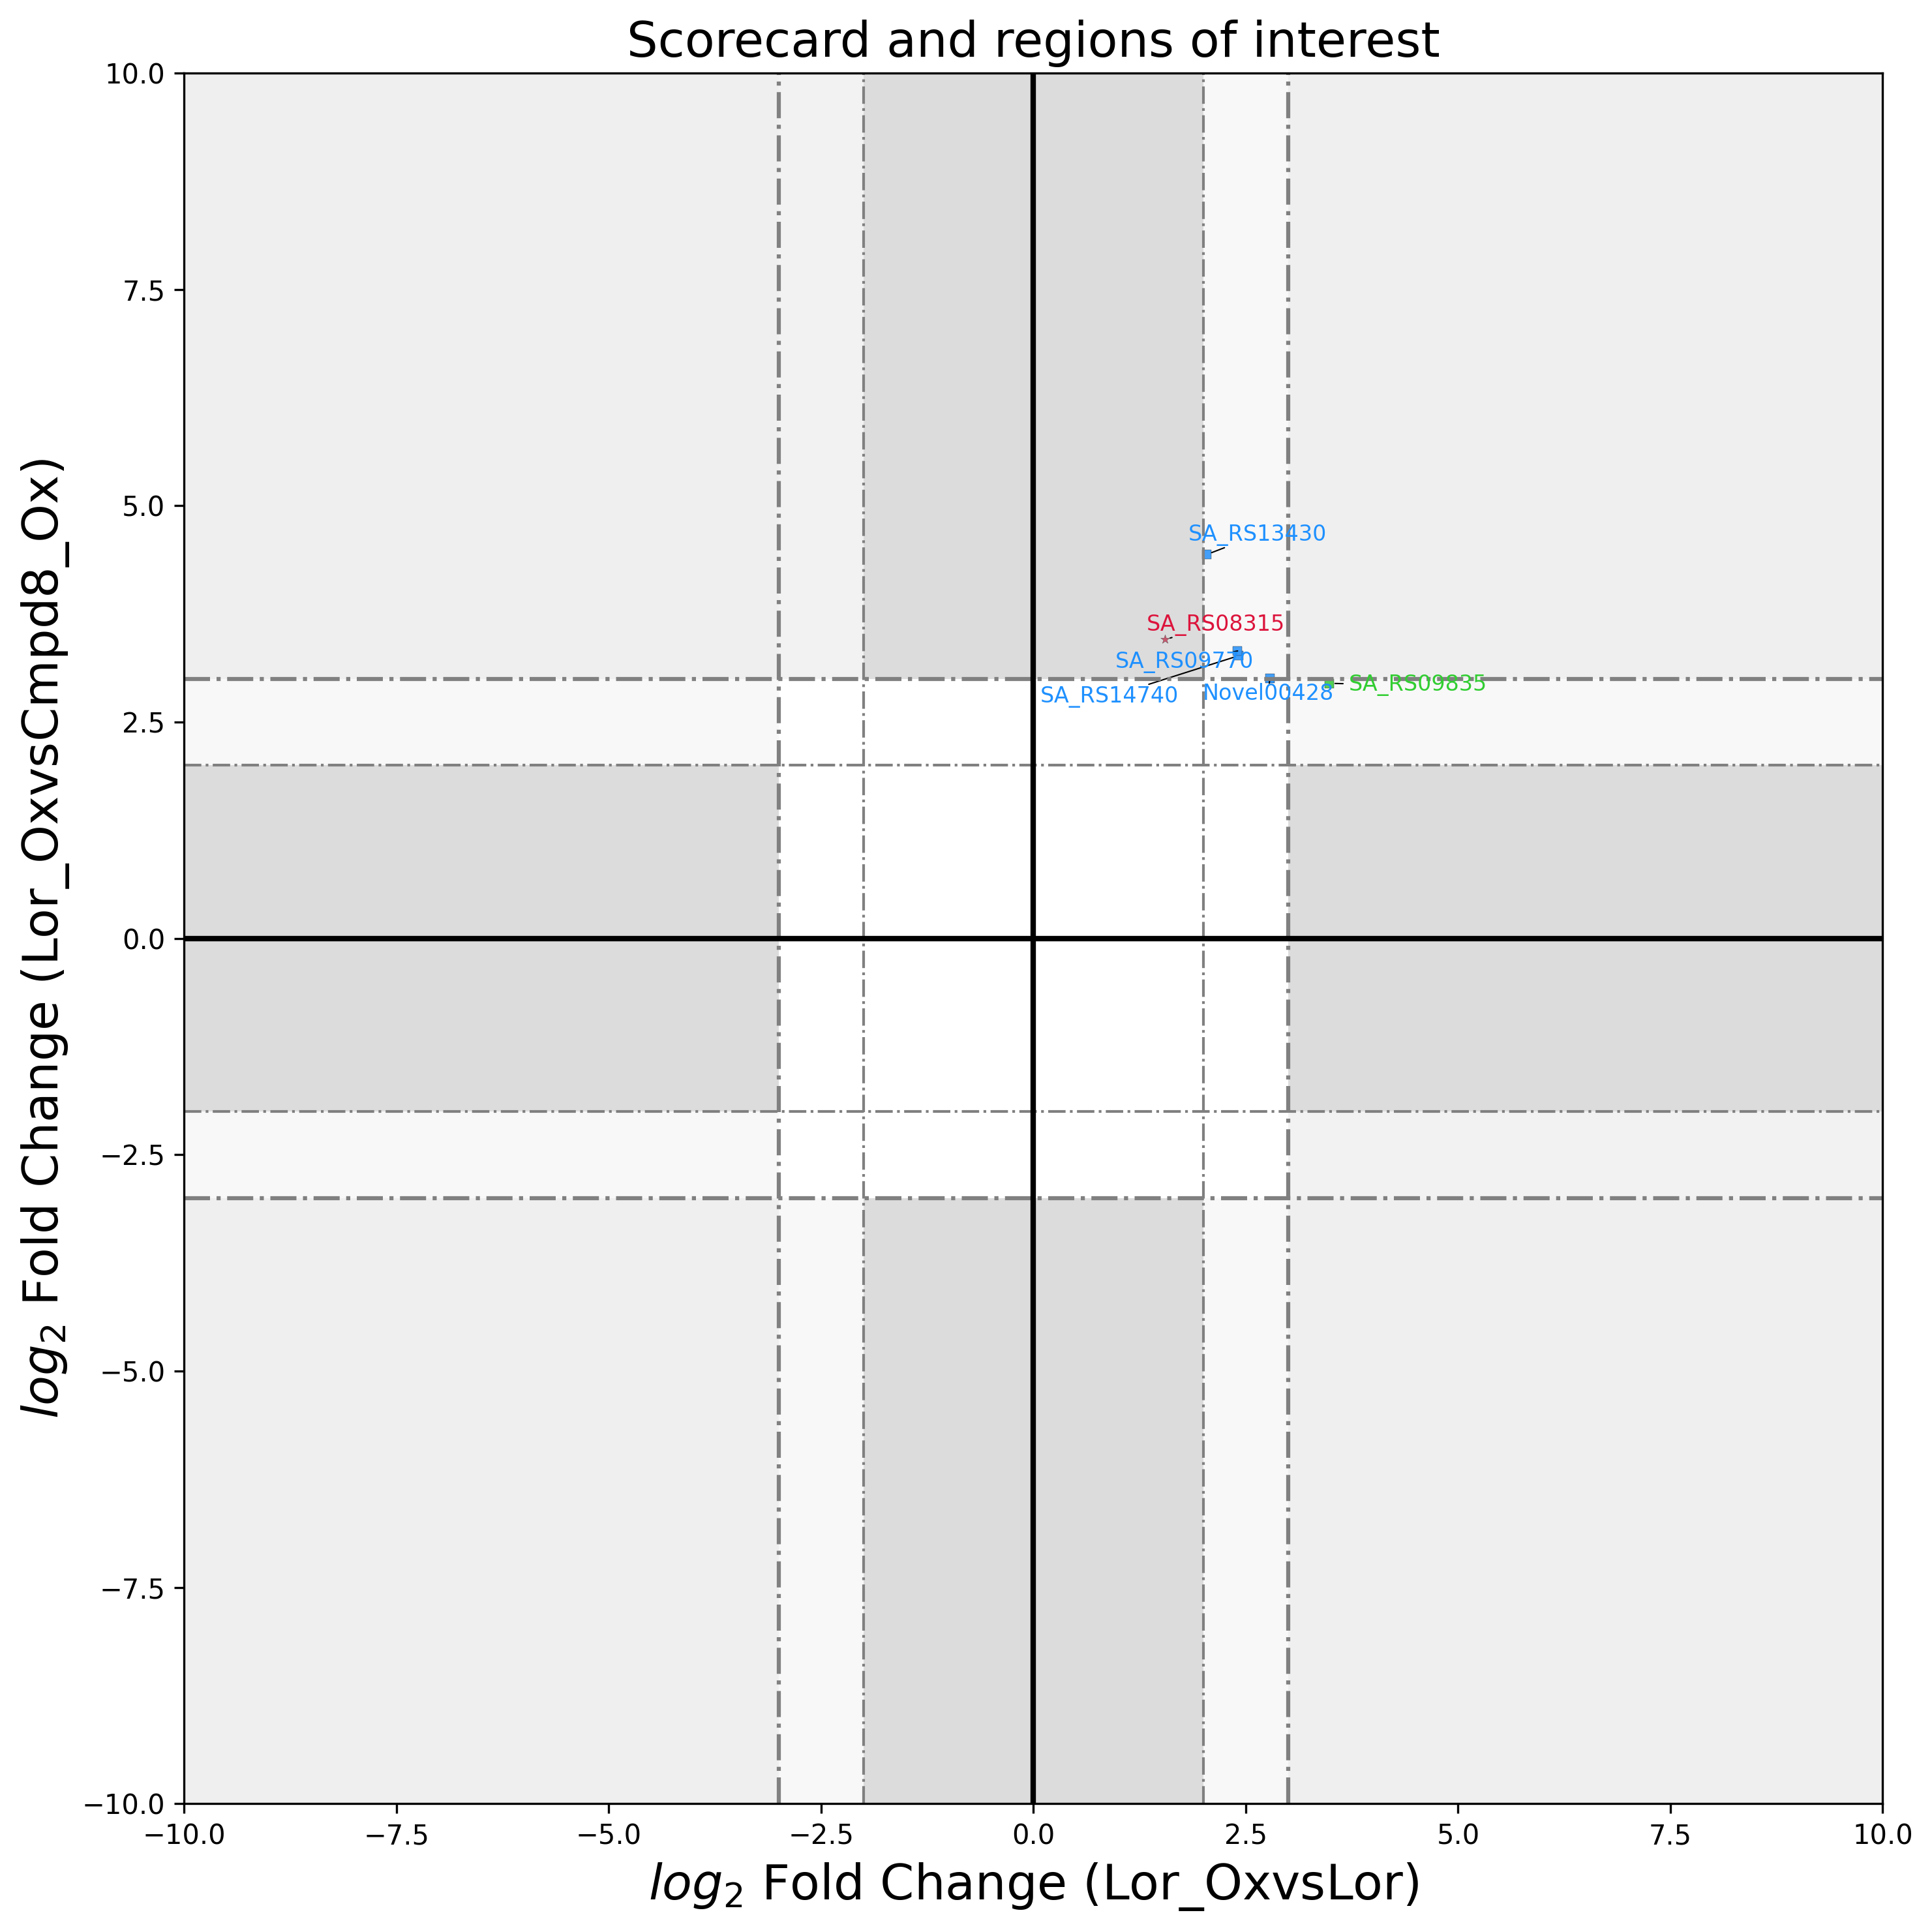 Scorecard and regions of interest
10.0
7.5
5.0
2.5
0.0
−2.5
−5.0
−7.5
−10.0
log2 Fold Change (Lor_OxvsCmpd8_Ox)
SA_RS13430
SA_RS08315
SA_RS09770
SA_RS14740
Novel00428
SA_RS09835
−10.0
−7.5
−5.0
−2.5
0.0
2.5
5.0
7.5
10.0
log2 Fold Change (Lor_OxvsLor)